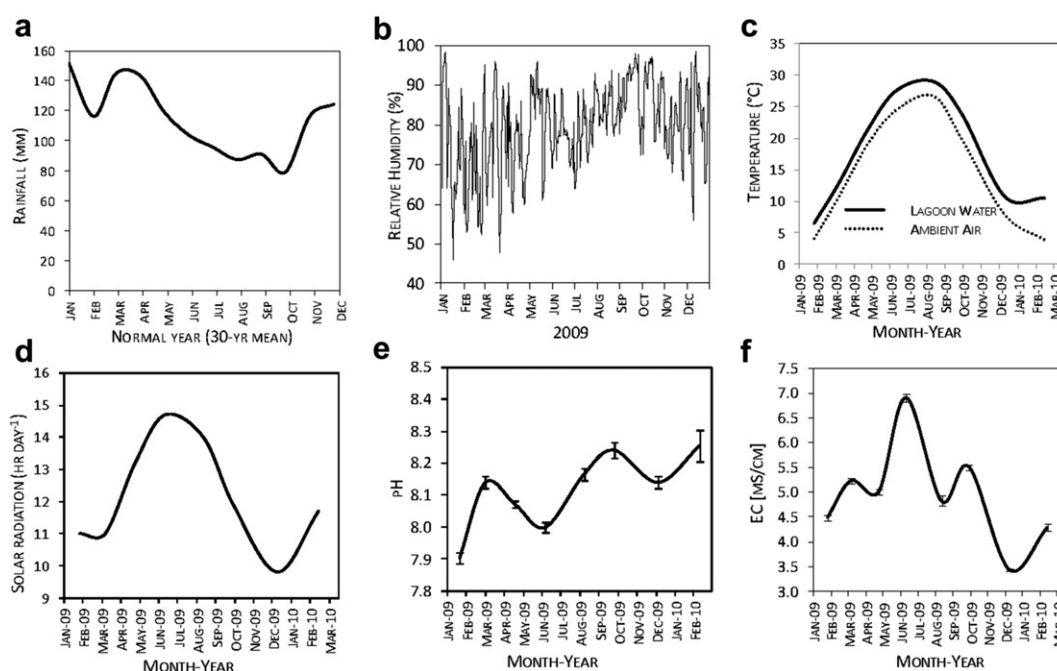 a
160
140
120
100
80
60
40
20
0
RAINFALL (MM)
JAN
FEB
MAR
APR
MAY
JUN
JUL
AUG
SEP
OCT
NOV
DEC
NORMAL YEAR (30-YR MEAN)
b
100
90
80
70
60
50
40
RELATIVE HUMIDITY (%)
JAN
FEB
MAR
APR
MAY
JUN
JUL
AUG
SEP
OCT
NOV
DEC
2009
c
35
30
25
20
15
10
5
0
TEMPERATURE (°C)
LAGOON WATER
AMBIENT AIR
JAN-09
FEB-09
MAR-09
APR-09
MAY-09
JUN-09
JUL-09
AUG-09
SEP-09
OCT-09
NOV-09
DEC-09
JAN-10
FEB-10
MAR-10
MONTH-YEAR
d
16
15
14
13
12
11
10
9
SOLAR RADIATION (HR DAY-1)
JAN-09
FEB-09
MAR-09
APR-09
MAY-09
JUN-09
JUL-09
AUG-09
SEP-09
OCT-09
NOV-09
DEC-09
JAN-10
FEB-10
MAR-10
MONTH-YEAR
e
8.5
8.4
8.3
8.2
8.1
8.0
7.9
7.8
PH
JAN-09
FEB-09
MAR-09
APR-09
MAY-09
JUN-09
JUL-09
AUG-09
SEP-09
OCT-09
NOV-09
DEC-09
JAN-10
FEB-10
MONTH-YEAR
f
7.5
7.0
6.5
6.0
5.5
5.0
4.5
4.0
3.5
3.0
EC [MS/CM]
JAN-09
FEB-09
MAR-09
APR-09
MAY-09
JUN-09
JUL-09
AUG-09
SEP-09
OCT-09
NOV-09
DEC-09
JAN-10
FEB-10
MONTH-YEAR